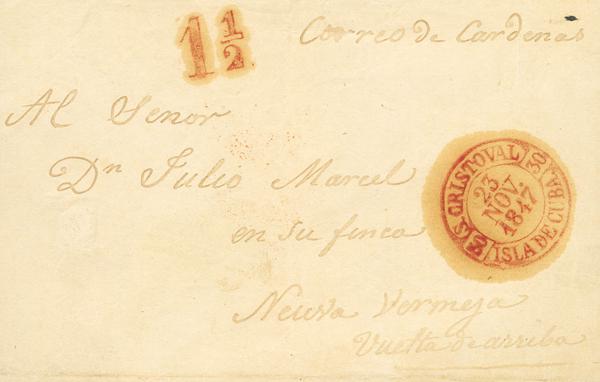 1 1/2
Correo de Cardenas
Al Señor
Dn Julio Marcel
en su finca
Nueva Vermeja
Vuelta de arriba
S. CRISTOVAL
23
NOV.
1847
ISLA DE CUBA.